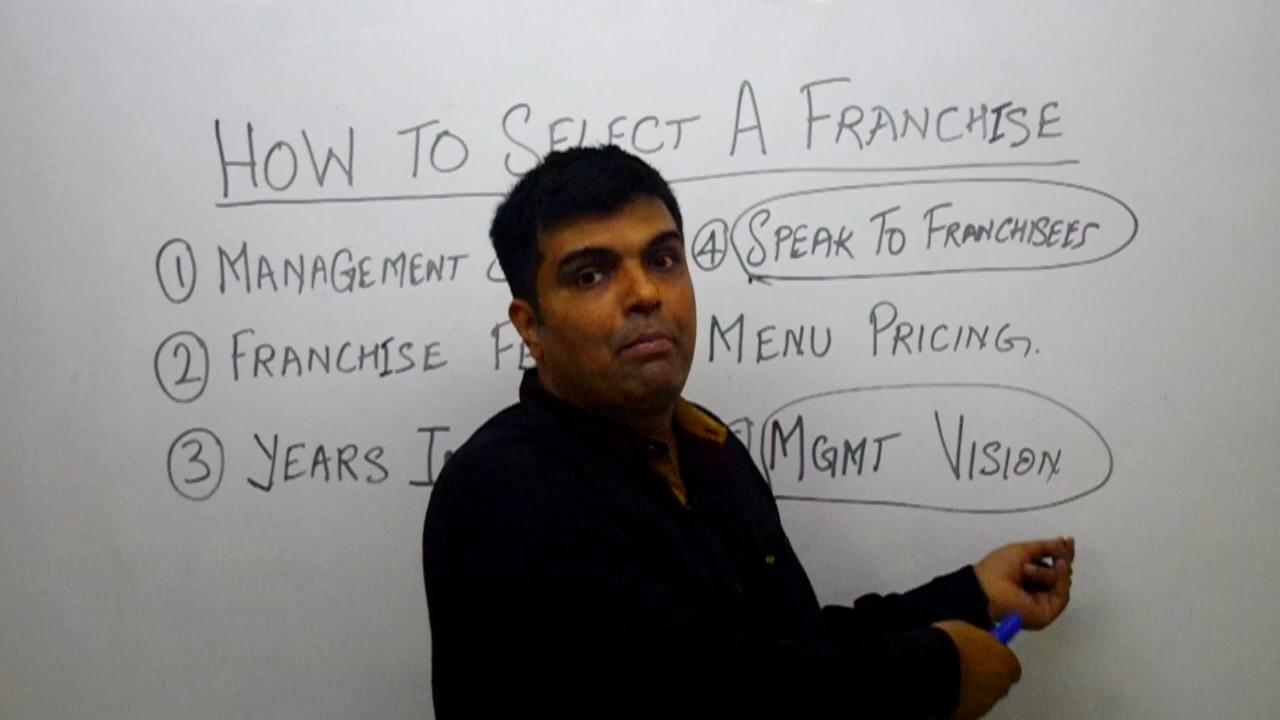 HOW TO SELECT A FRANCHISE
① MANAGEMENT
② FRANCHISE
③ YEARS
④ SPEAK TO FRANCHISEES
MENU PRICING.
MGMT VISION